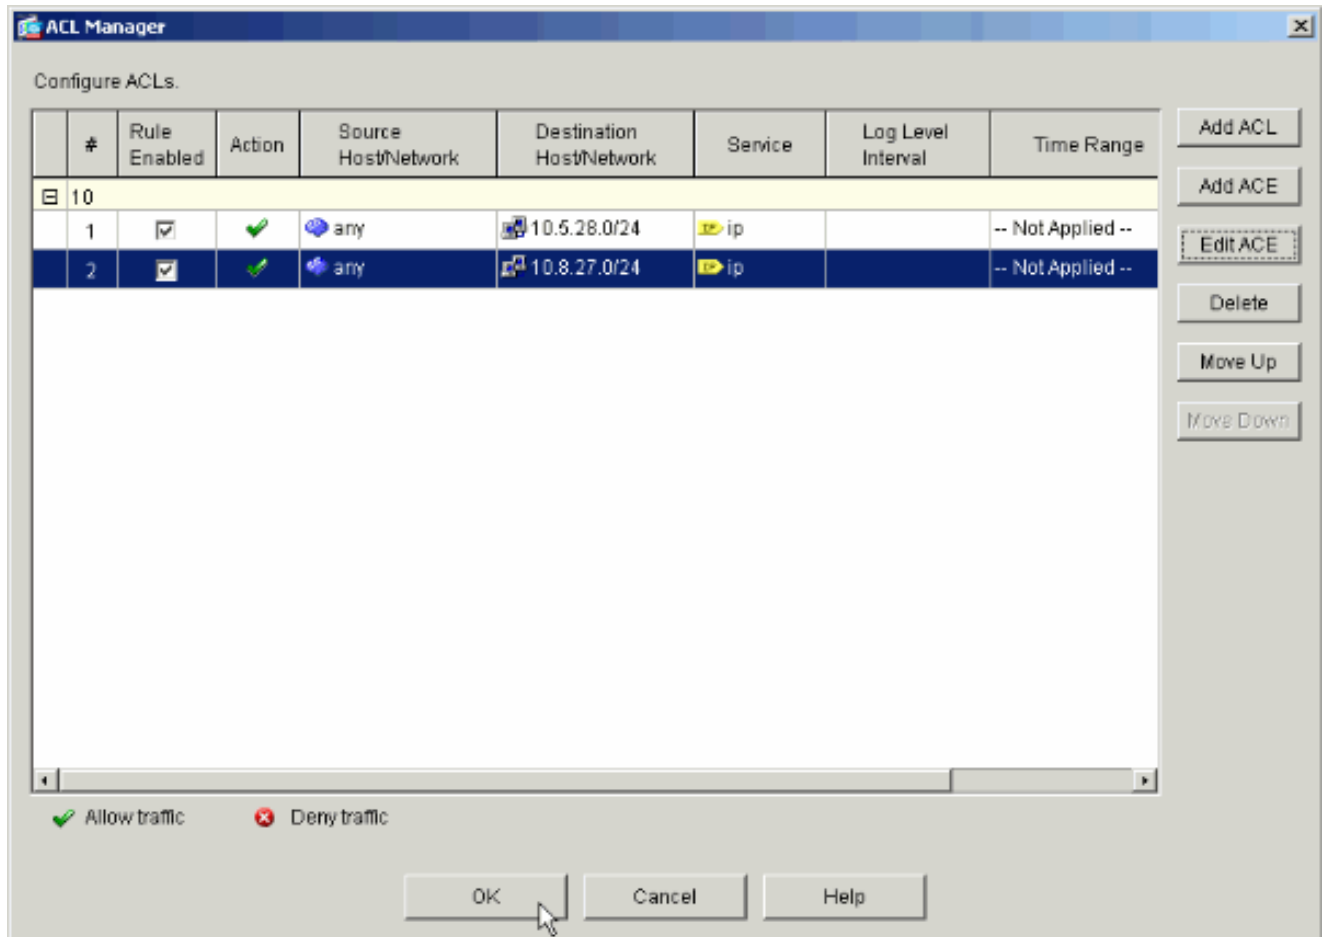 ACL Manager
Configure ACLs.
# Rule Enabled Action Source Host/Network Destination Host/Network Service Log Level Interval Time Range
10
1 any 10.5.28.0/24 IP ip -- Not Applied --
2 any 10.8.27.0/24 IP ip -- Not Applied --
Add ACL
Add ACE
Edit ACE
Delete
Move Up
Move Down
Allow traffic Deny traffic
OK Cancel Help